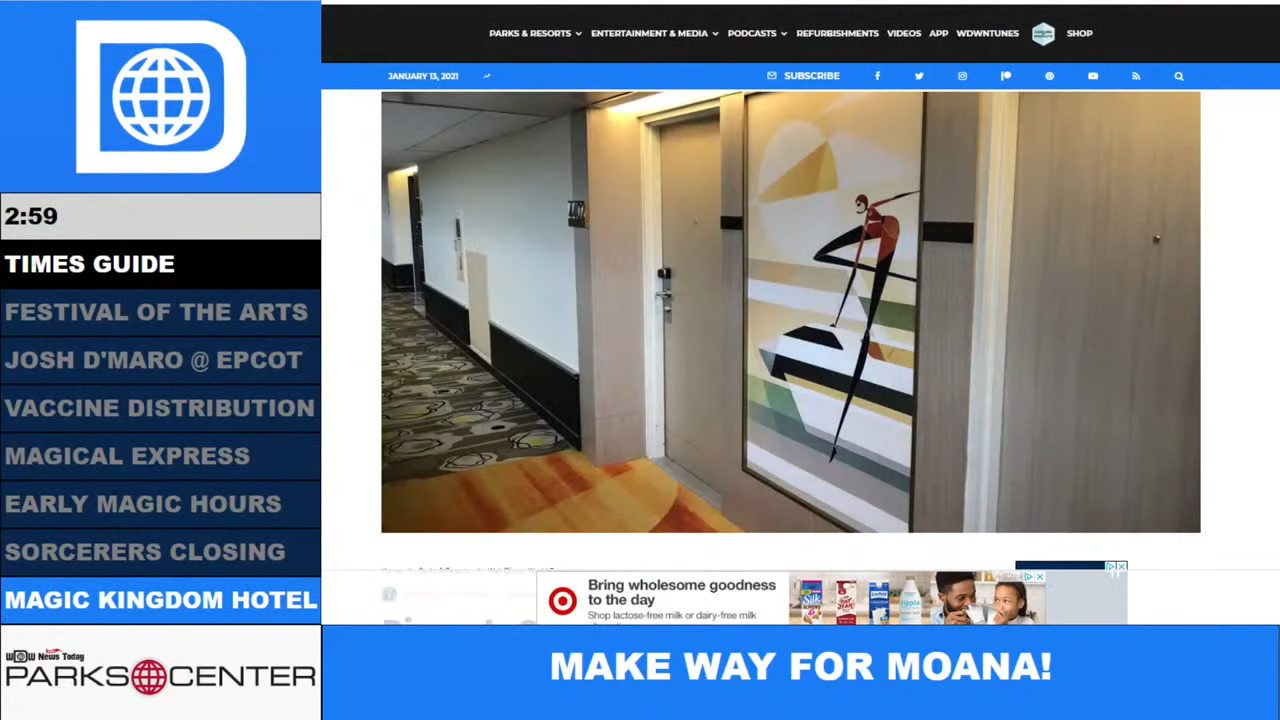 PARKS & RESORTS ENTERTAINMENT & MEDIA PODCASTS REFURBISHMENTS VIDEOS APP WDWNTUNES SHOP
JANUARY 13, 2021 SUBSCRIBE
2:59
TIMES GUIDE
FESTIVAL OF THE ARTS
JOSH D'MARO @ EPCOT
VACCINE DISTRIBUTION
MAGICAL EXPRESS
EARLY MAGIC HOURS
SORCERERS CLOSING
MAGIC KINGDOM HOTEL
WDW News Today
PARKS CENTER
Bring wholesome goodness
to the day
Shop lactose-free milk or dairy-free milk
Silk
ripple
MAKE WAY FOR MOANA!